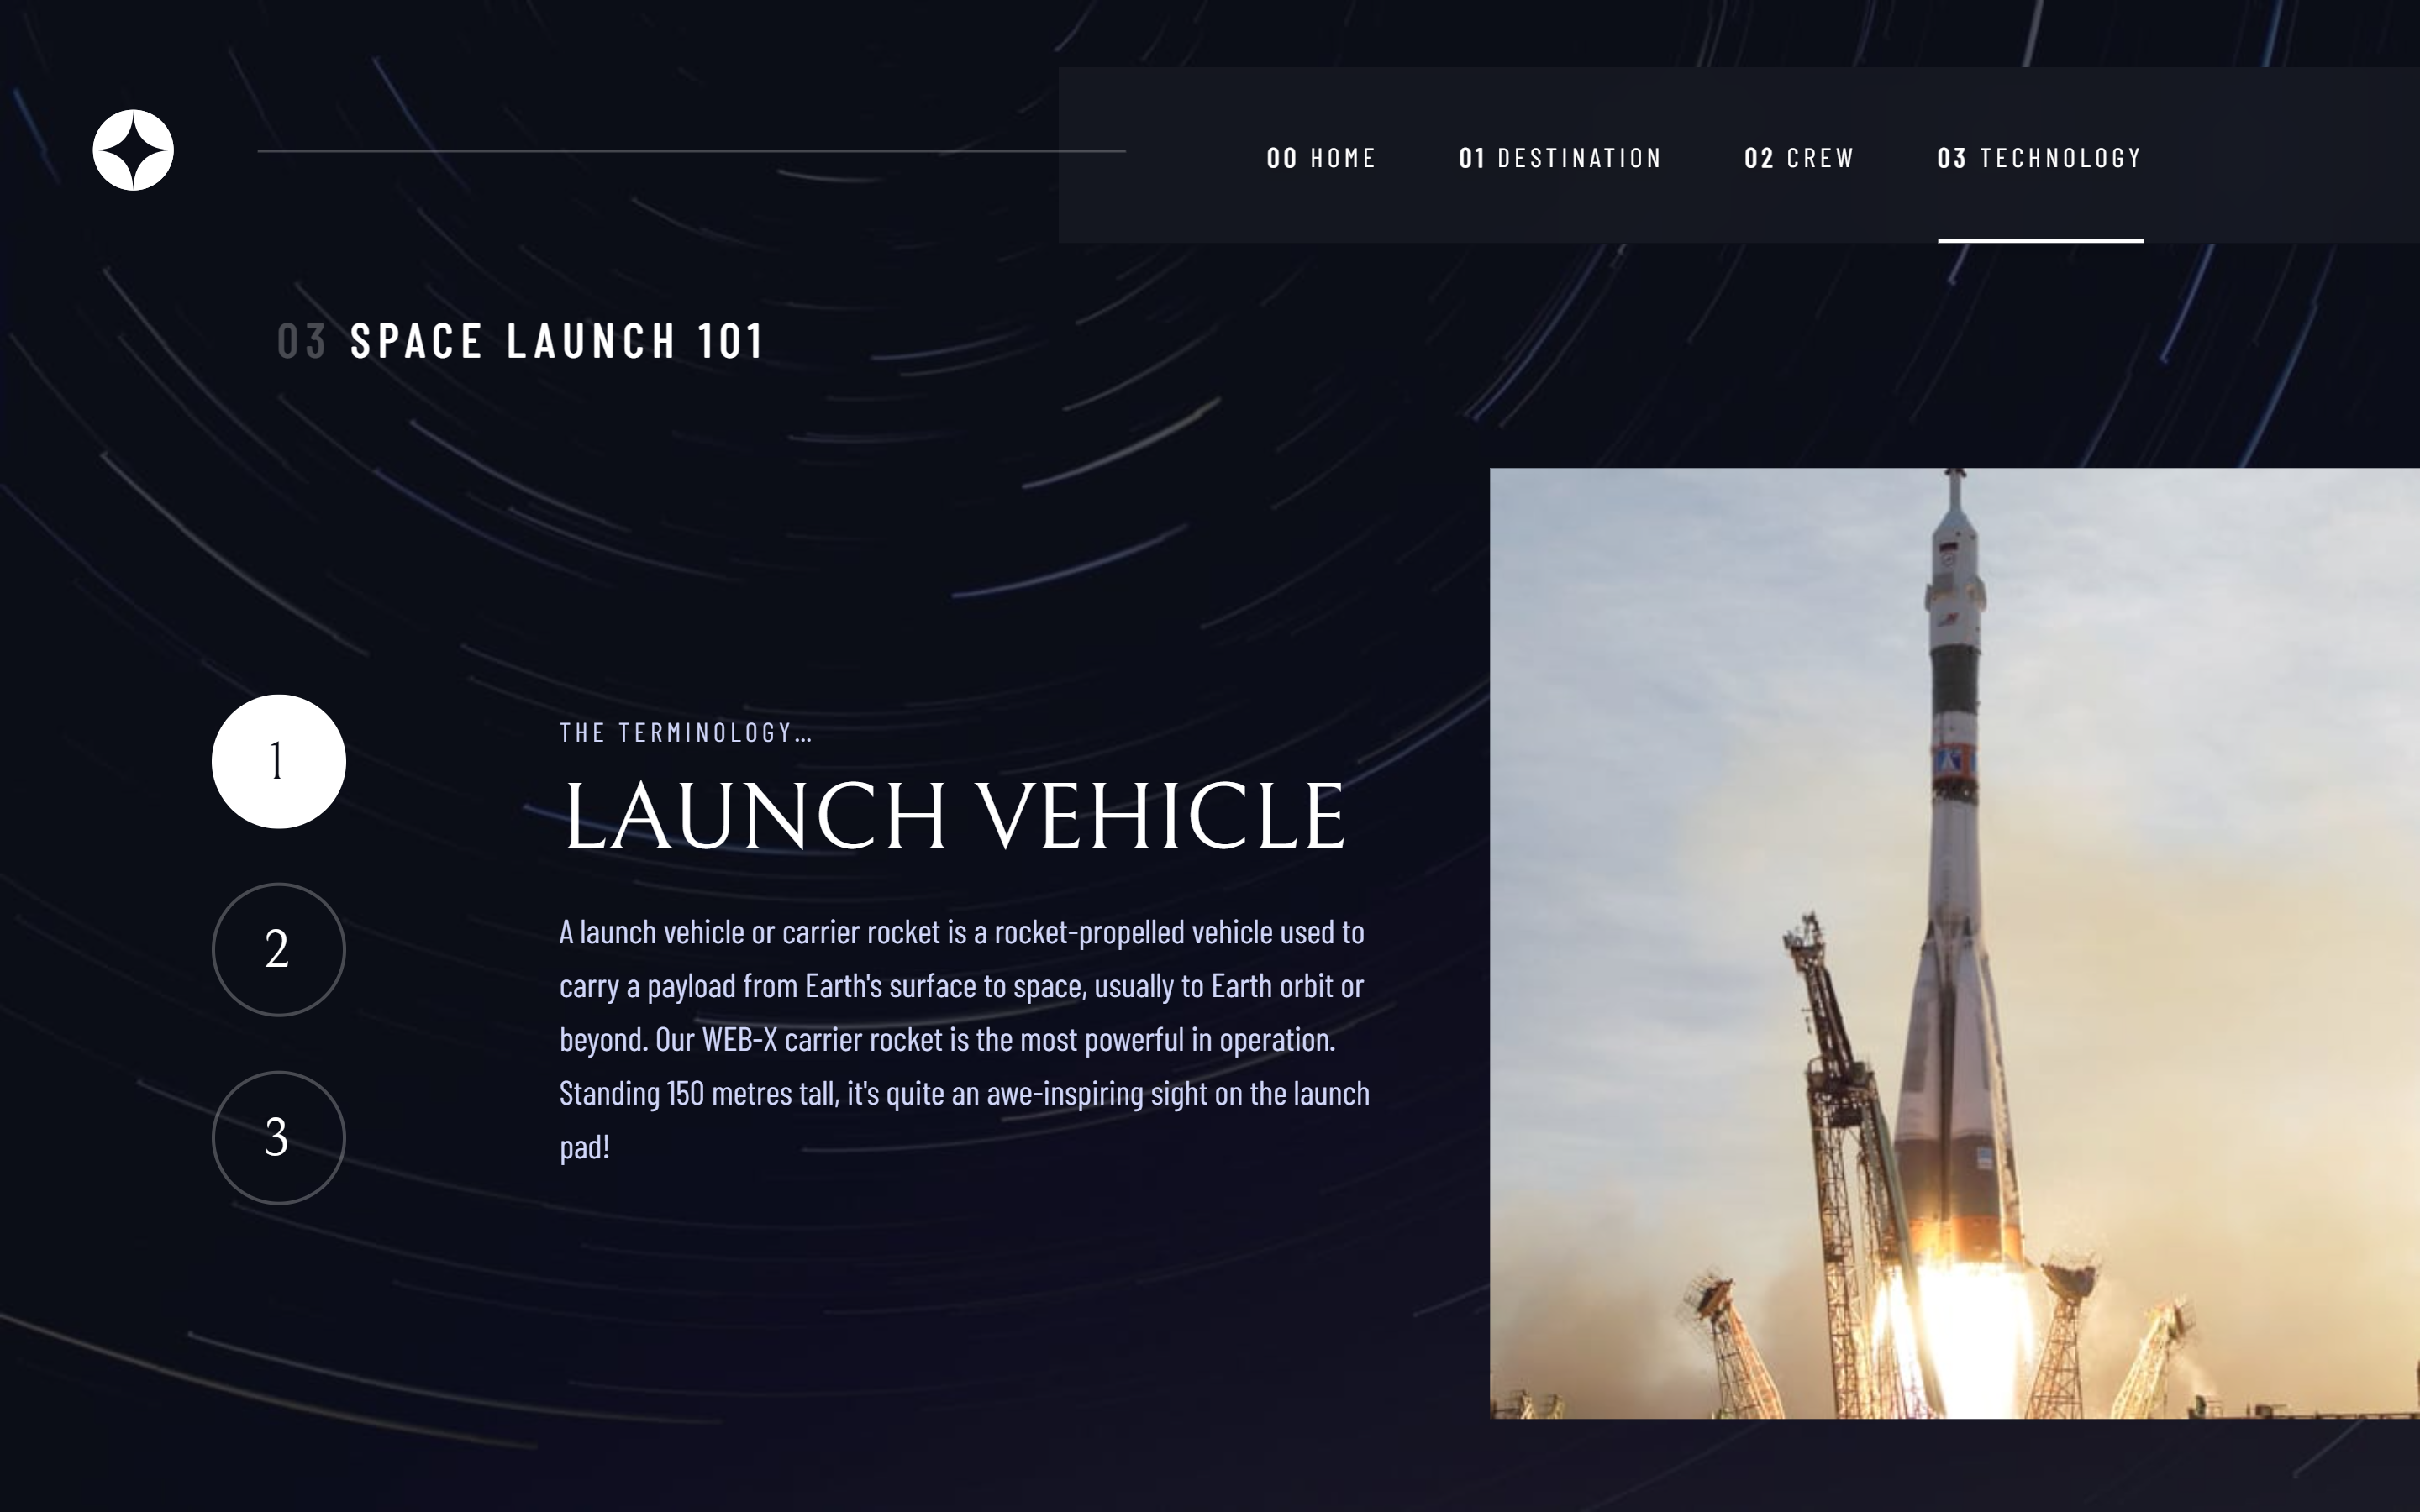 00 HOME 01 DESTINATION 02 CREW 03 TECHNOLOGY
03 SPACE LAUNCH 101
1
2
3
THE TERMINOLOGY...
LAUNCH VEHICLE
A launch vehicle or carrier rocket is a rocket-propelled vehicle used to
carry a payload from Earth's surface to space, usually to Earth orbit or
beyond. Our WEB-X carrier rocket is the most powerful in operation.
Standing 150 metres tall, it's quite an awe-inspiring sight on the launch
pad!